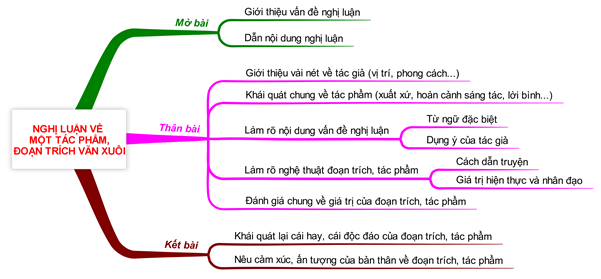 NGHỊ LUẬN VỀ
MỘT TÁC PHẨM,
ĐOẠN TRÍCH VĂN XUÔI
Mở bài
Giới thiệu vấn đề nghị luận
Dẫn nội dung nghị luận
Thân bài
Giới thiệu vài nét về tác giả (vị trí, phong cách...)
Khái quát chung về tác phẩm (xuất xứ, hoàn cảnh sáng tác, lời bình...)
Làm rõ nội dung vấn đề nghị luận
Từ ngữ đặc biệt
Dụng ý của tác giả
Làm rõ nghệ thuật đoạn trích, tác phẩm
Cách dẫn truyện
Giá trị hiện thực và nhân đạo
Đánh giá chung về giá trị của đoạn trích, tác phẩm
Kết bài
Khái quát lại cái hay, cái độc đáo của đoạn trích, tác phẩm
Nêu cảm xúc, ấn tượng của bản thân về đoạn trích, tác phẩm